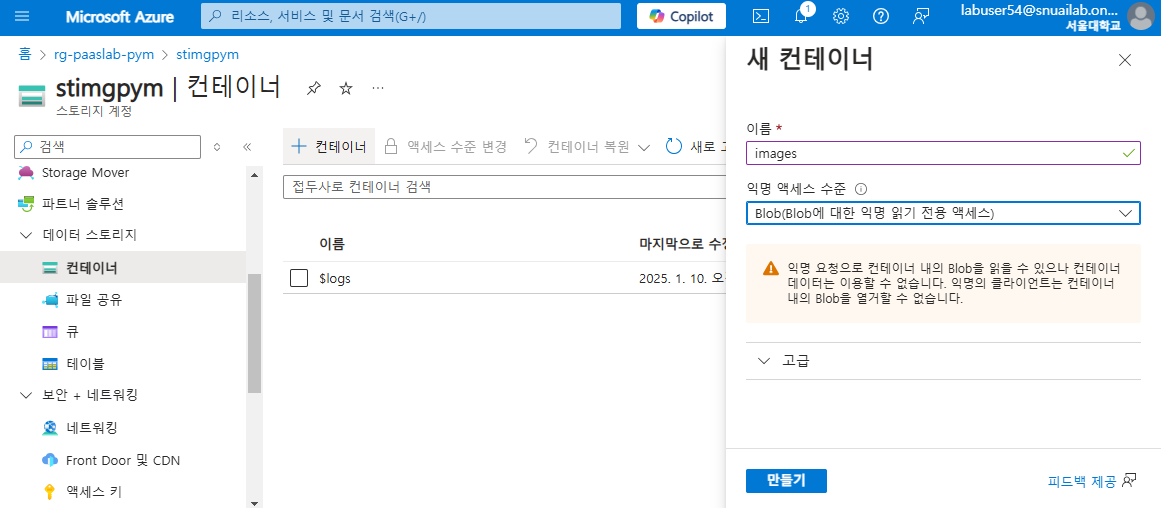 Microsoft Azure
리소스, 서비스 및 문서 검색(G+/)
Copilot
1
labuser54@snuailab.on...
서울대학교
홈 > rg-paaslab-pym > stimgpym
stimgpym | 컨테이너
스토리지 계정
검색
Storage Mover
파트너 솔루션
데이터 스토리지
컨테이너
파일 공유
큐
테이블
보안 + 네트워킹
네트워킹
Front Door 및 CDN
액세스 키
컨테이너
액세스 수준 변경
컨테이너 복원
새로
접두사로 컨테이너 검색
이름
마지막으로
$logs
2025. 1. 10.
새 컨테이너
이름 *
images
익명 액세스 수준
Blob(Blob에 대한 익명 읽기 전용 액세스)
익명 요청으로 컨테이너 내의 Blob을 읽을 수 있으나 컨테이너
데이터는 이용할 수 없습니다. 익명의 클라이언트는 컨테이너
내의 Blob을 열거할 수 없습니다.
고급
만들기
피드백 제공